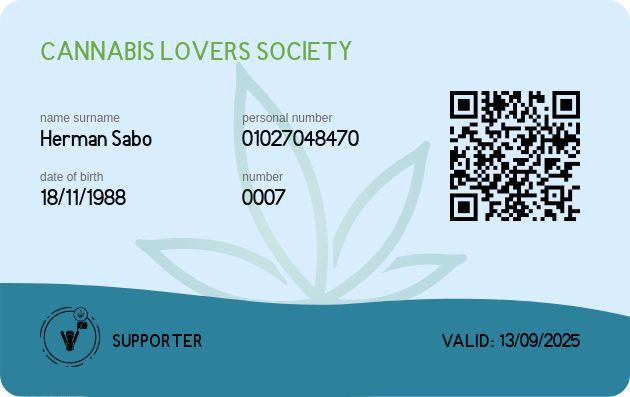 CANNABIS LOVERS SOCIETY
name surname
Herman Sabo
personal number
01027048470
date of birth
18/11/1988
number
0007
SUPPORTER
VALID: 13/09/2025